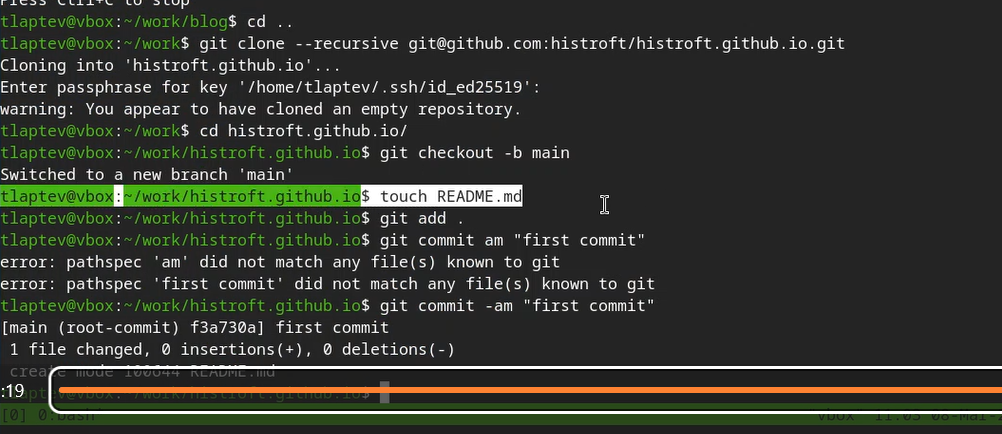 Press Ctrl+C to stop
tlaptev@vbox:~/work/blog$ cd ..
tlaptev@vbox:~/work$ git clone --recursive git@github.com:histroft/histroft.github.io.git
Cloning into 'histroft.github.io'...
Enter passphrase for key '/home/tlaptev/.ssh/id_ed25519':
warning: You appear to have cloned an empty repository.
tlaptev@vbox:~/work$ cd histroft.github.io/
tlaptev@vbox:~/work/histroft.github.io$ git checkout -b main
Switched to a new branch 'main'
tlaptev@vbox:~/work/histroft.github.io$ touch README.md
tlaptev@vbox:~/work/histroft.github.io$ git add .
tlaptev@vbox:~/work/histroft.github.io$ git commit am "first commit"
error: pathspec 'am' did not match any file(s) known to git
error: pathspec 'first commit' did not match any file(s) known to git
tlaptev@vbox:~/work/histroft.github.io$ git commit -am "first commit"
[main (root-commit) f3a730a] first commit
1 file changed, 0 insertions(+), 0 deletions(-)
create mode 100644 README.md
:19
[0] 0:bash vbox 11:03 08-Mar-2